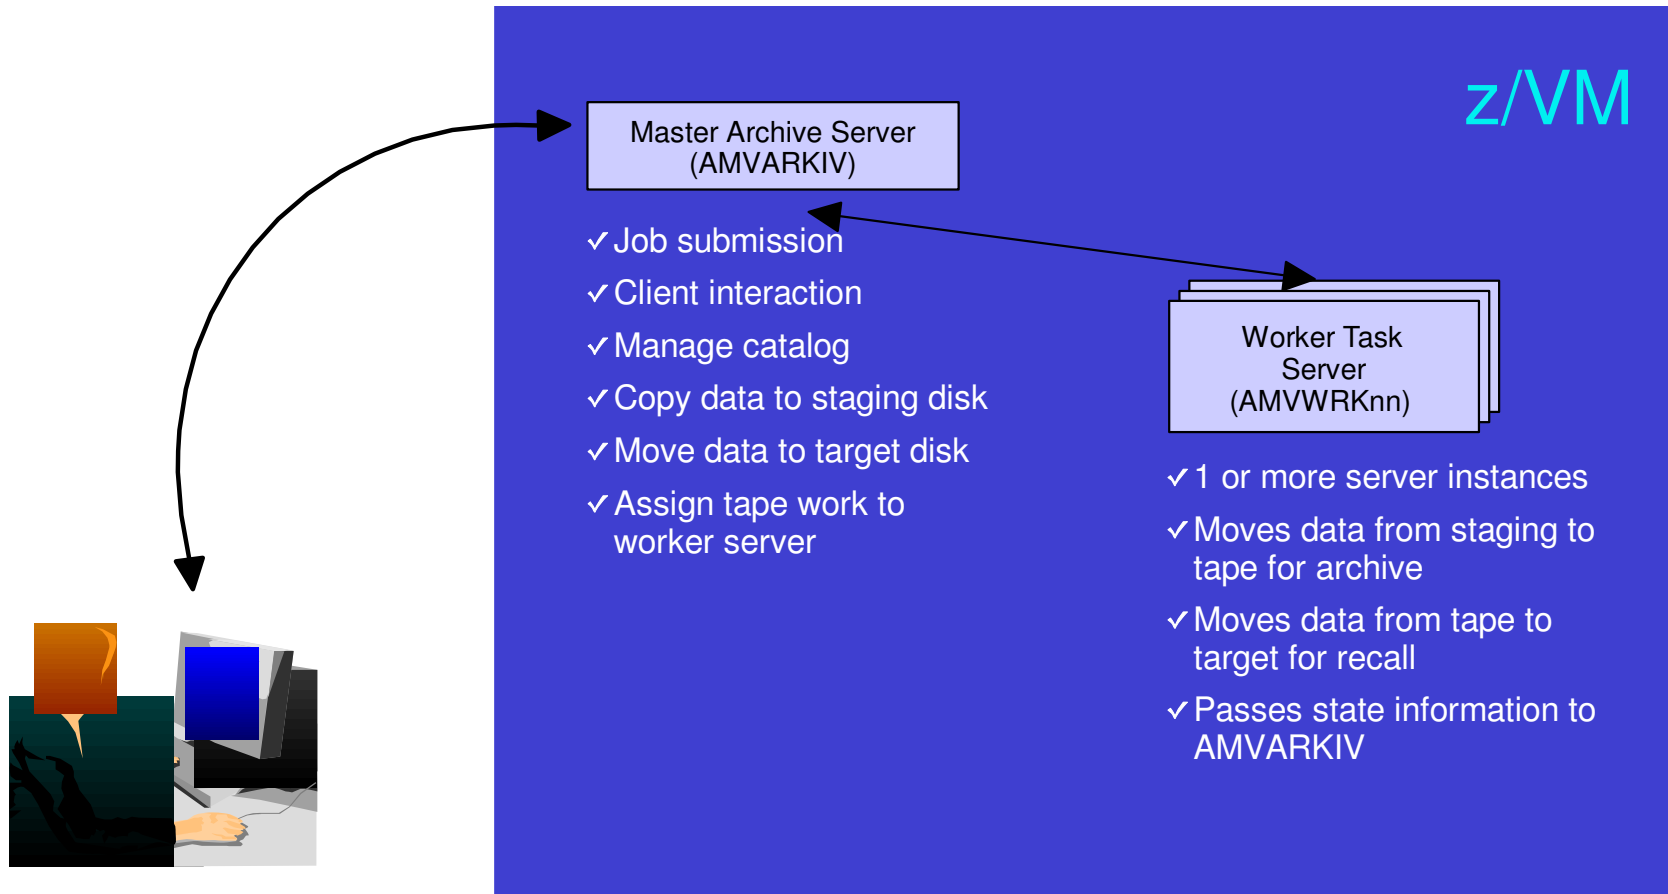 z/VM
Master Archive Server
(AMVARKIV)
✓ Job submission
✓ Client interaction
✓ Manage catalog
✓ Copy data to staging disk
✓ Move data to target disk
✓ Assign tape work to
worker server
Worker Task
Server
(AMVWRKnn)
✓ 1 or more server instances
✓ Moves data from staging to
tape for archive
✓ Moves data from tape to
target for recall
✓ Passes state information to
AMVARKIV